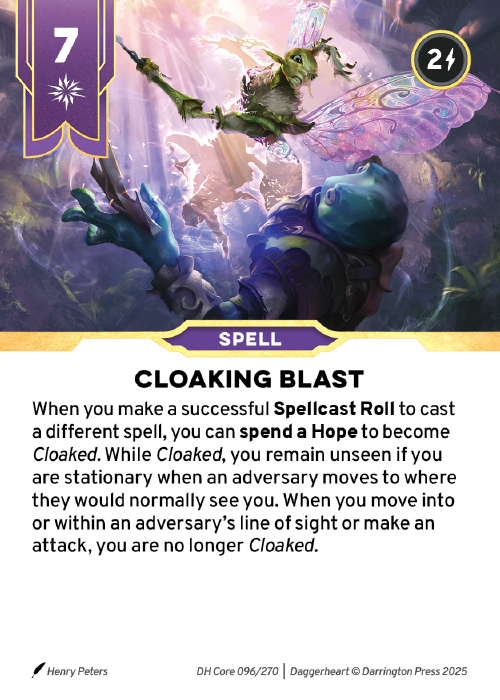 7
2
SPELL
CLOAKING BLAST
When you make a successful Spellcast Roll to cast
a different spell, you can spend a Hope to become
Cloaked. While Cloaked, you remain unseen if you
are stationary when an adversary moves to where
they would normally see you. When you move into
or within an adversary’s line of sight or make an
attack, you are no longer Cloaked.
Henry Peters DH Core 096/270 | Daggerheart © Darrington Press 2025